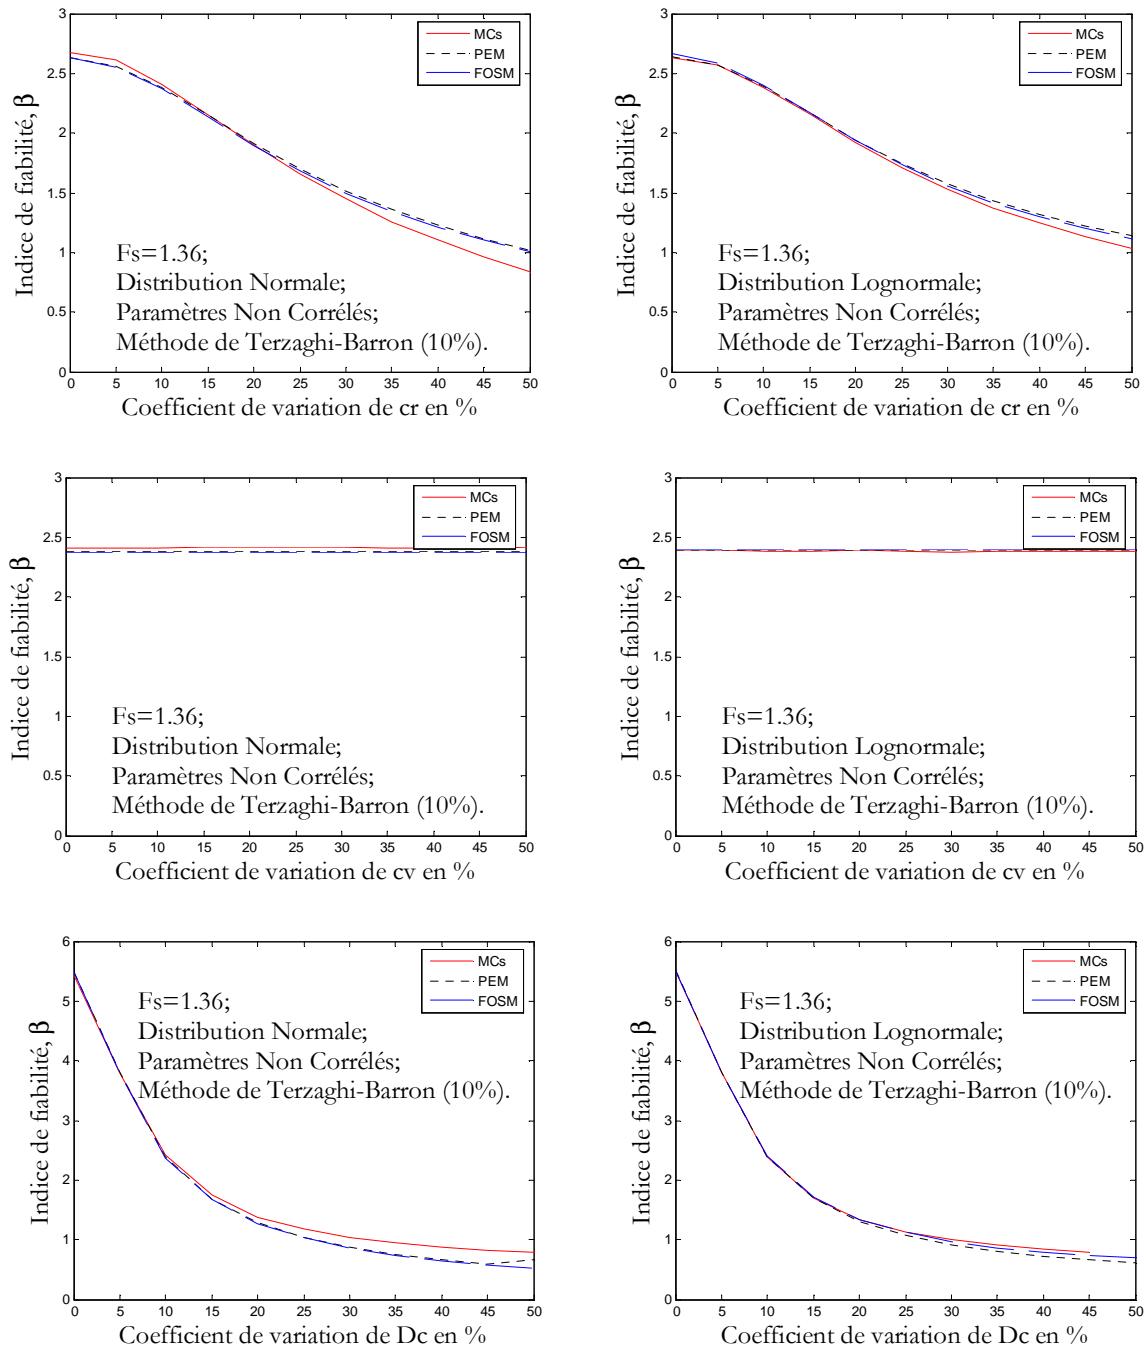 3
2.5
2
1.5
1
0.5
0
Indice de fiabilité, β
MCs
PEM
FOSM
Fs=1.36;
Distribution Normale;
Paramètres Non Corrélés;
Méthode de Terzaghi-Barron (10%).
0 5 10 15 20 25 30 35 40 45 50
Coefficient de variation de cr en %
3
2.5
2
1.5
1
0.5
0
Indice de fiabilité, β
MCs
PEM
FOSM
Fs=1.36;
Distribution Lognormale;
Paramètres Non Corrélés;
Méthode de Terzaghi-Barron (10%).
0 5 10 15 20 25 30 35 40 45 50
Coefficient de variation de cr en %
3
2.5
2
1.5
1
0.5
0
Indice de fiabilité, β
MCs
PEM
FOSM
Fs=1.36;
Distribution Normale;
Paramètres Non Corrélés;
Méthode de Terzaghi-Barron (10%).
0 5 10 15 20 25 30 35 40 45 50
Coefficient de variation de cv en %
3
2.5
2
1.5
1
0.5
0
Indice de fiabilité, β
MCs
PEM
FOSM
Fs=1.36;
Distribution Lognormale;
Paramètres Non Corrélés;
Méthode de Terzaghi-Barron (10%).
0 5 10 15 20 25 30 35 40 45 50
Coefficient de variation de cv en %
6
5
4
3
2
1
0
Indice de fiabilité, β
MCs
PEM
FOSM
Fs=1.36;
Distribution Normale;
Paramètres Non Corrélés;
Méthode de Terzaghi-Barron (10%).
0 5 10 15 20 25 30 35 40 45 50
Coefficient de variation de Dc en %
6
5
4
3
2
1
0
Indice de fiabilité, β
MCs
PEM
FOSM
Fs=1.36;
Distribution Lognormale;
Paramètres Non Corrélés;
Méthode de Terzaghi-Barron (10%).
0 5 10 15 20 25 30 35 40 45 50
Coefficient de variation de Dc en %